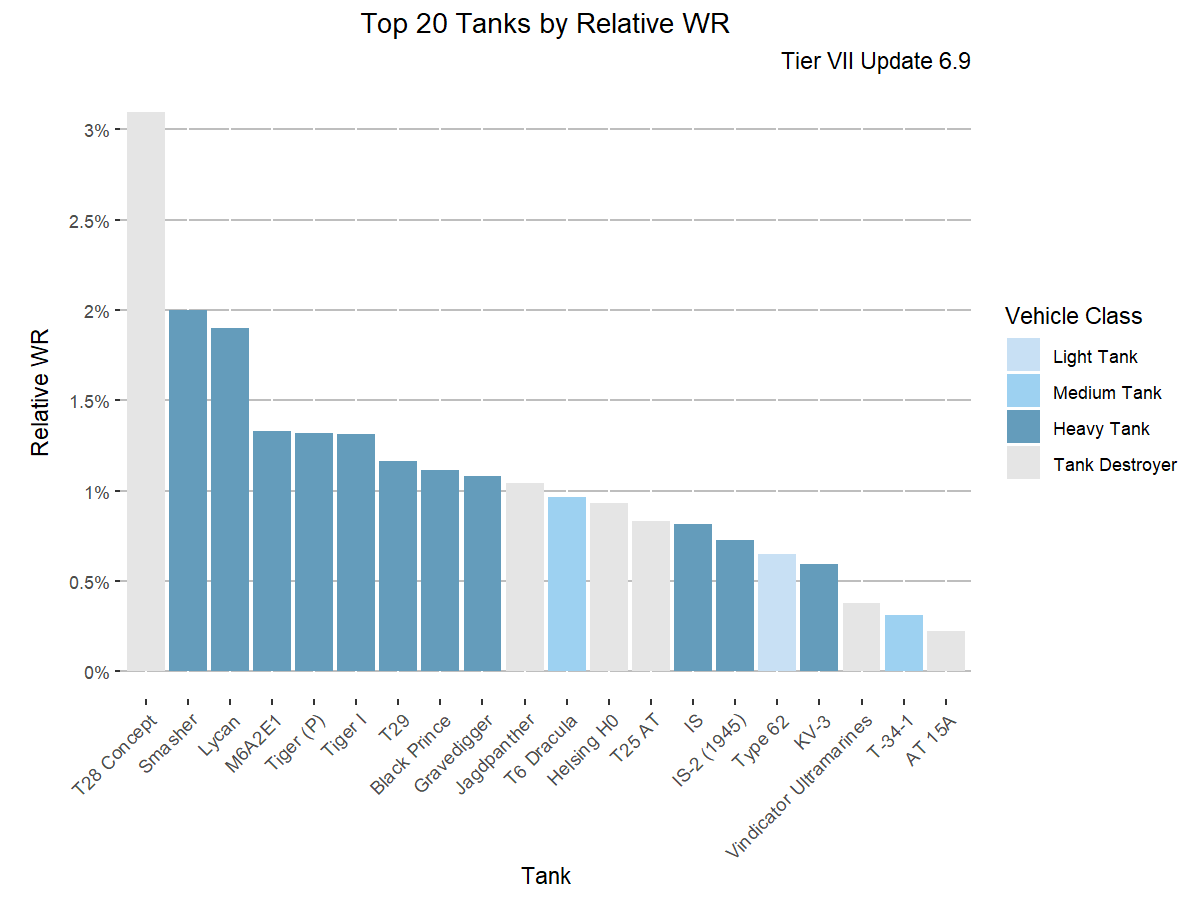 Top 20 Tanks by Relative WR
Tier VII Update 6.9
3%
2.5%
2%
1.5%
1%
0.5%
0%
Relative WR
T28 Concept
Smasher
Lycan
M6A2E1
Tiger (P)
Tiger I
T29
Black Prince
Gravedigger
Jagdpanther
T6 Dracula
Helsing H0
T25 AT
IS
IS-2 (1945)
Type 62
KV-3
Vindicator Ultramarines
T-34-1
AT 15A
Tank
Vehicle Class
Light Tank
Medium Tank
Heavy Tank
Tank Destroyer